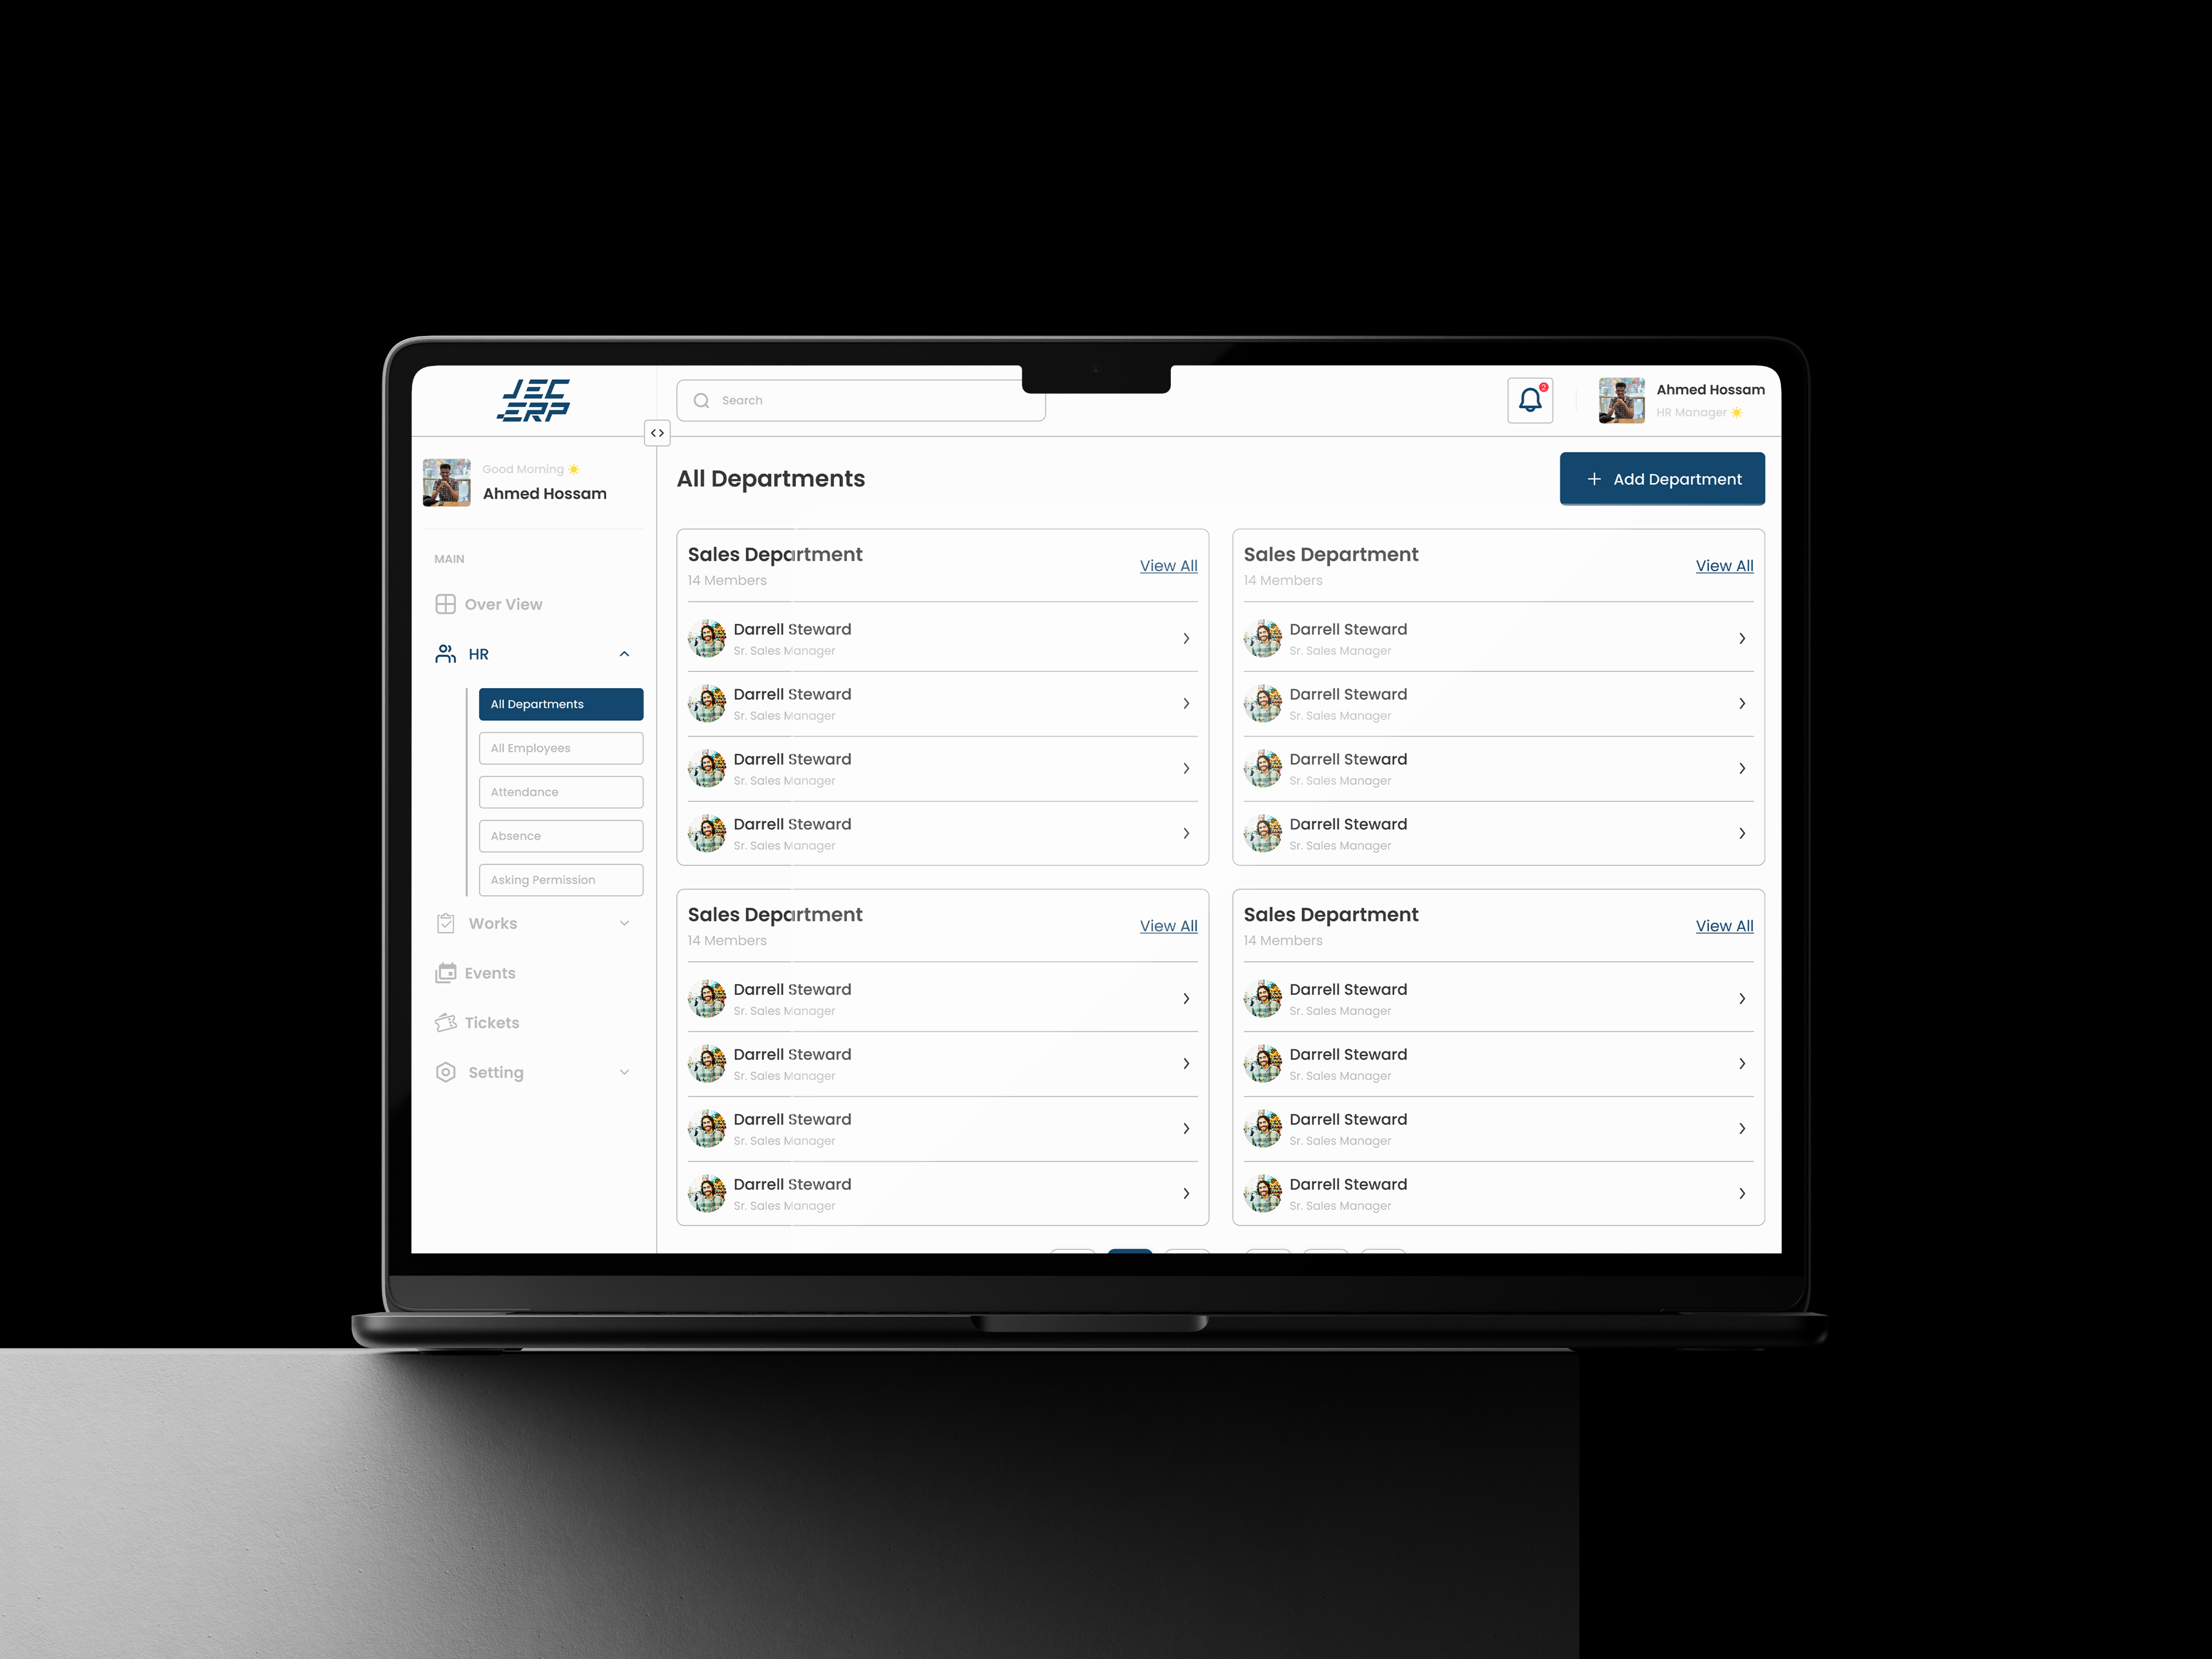 JEC
ERP
Search
2
Ahmed Hossam
HR Manager
Good Morning
Ahmed Hossam
MAIN
Over View
HR
All Departments
All Employees
Attendance
Absence
Asking Permission
Works
Events
Tickets
Setting
All Departments
+ Add Department
Sales Department
14 Members
View All
Darrell Steward
Sr. Sales Manager
Darrell Steward
Sr. Sales Manager
Darrell Steward
Sr. Sales Manager
Darrell Steward
Sr. Sales Manager
Sales Department
14 Members
View All
Darrell Steward
Sr. Sales Manager
Darrell Steward
Sr. Sales Manager
Darrell Steward
Sr. Sales Manager
Darrell Steward
Sr. Sales Manager
Sales Department
14 Members
View All
Darrell Steward
Sr. Sales Manager
Darrell Steward
Sr. Sales Manager
Darrell Steward
Sr. Sales Manager
Darrell Steward
Sr. Sales Manager
Sales Department
14 Members
View All
Darrell Steward
Sr. Sales Manager
Darrell Steward
Sr. Sales Manager
Darrell Steward
Sr. Sales Manager
Darrell Steward
Sr. Sales Manager